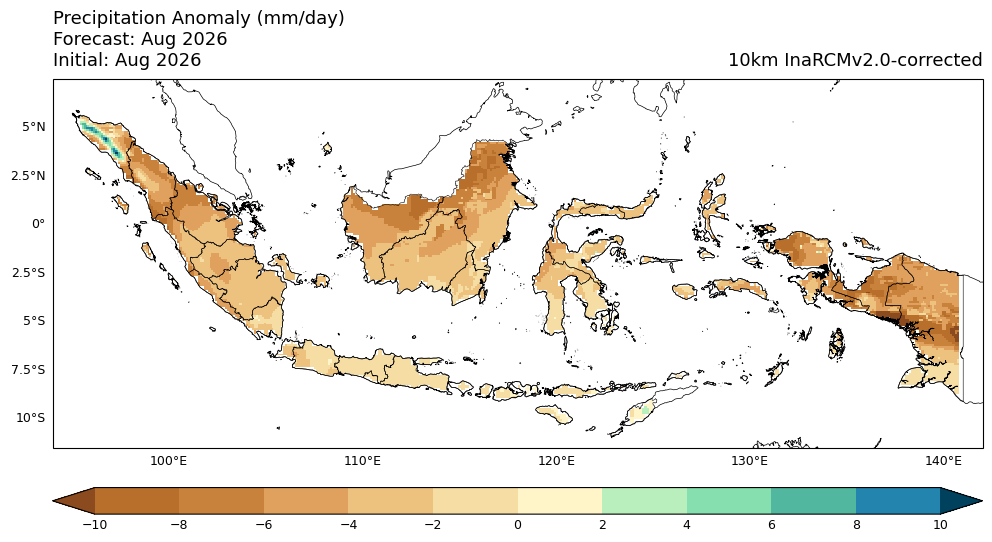 Precipitation Anomaly (mm/day)
Forecast: Aug 2026
Initial: Aug 2026
10km InaRCMv2.0-corrected
5°N
2.5°N
0°
2.5°S
5°S
7.5°S
10°S
100°E 110°E 120°E 130°E 140°E
−10 −8 −6 −4 −2 0 2 4 6 8 10